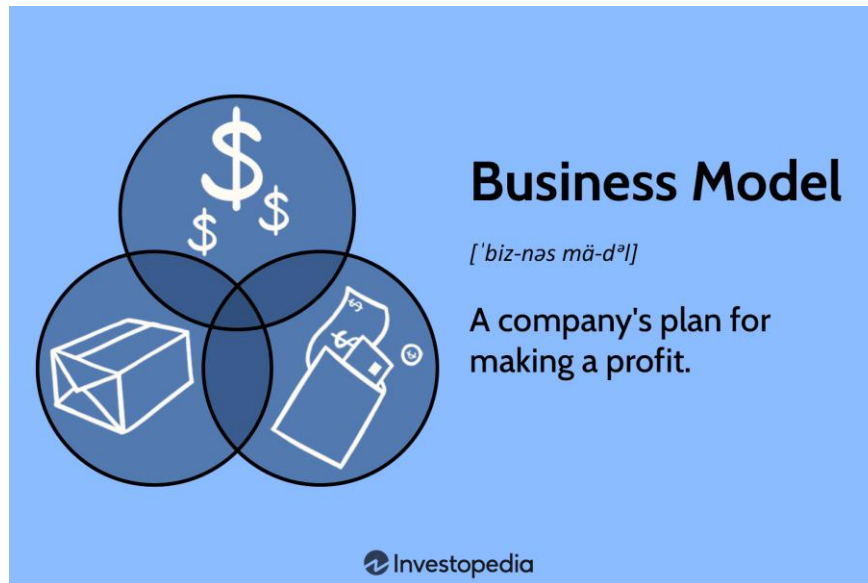 $
$
$
$
$
Business Model
[ˈbiz-nəs mä-dᵊl]
A company's plan for
making a profit.
Investopedia